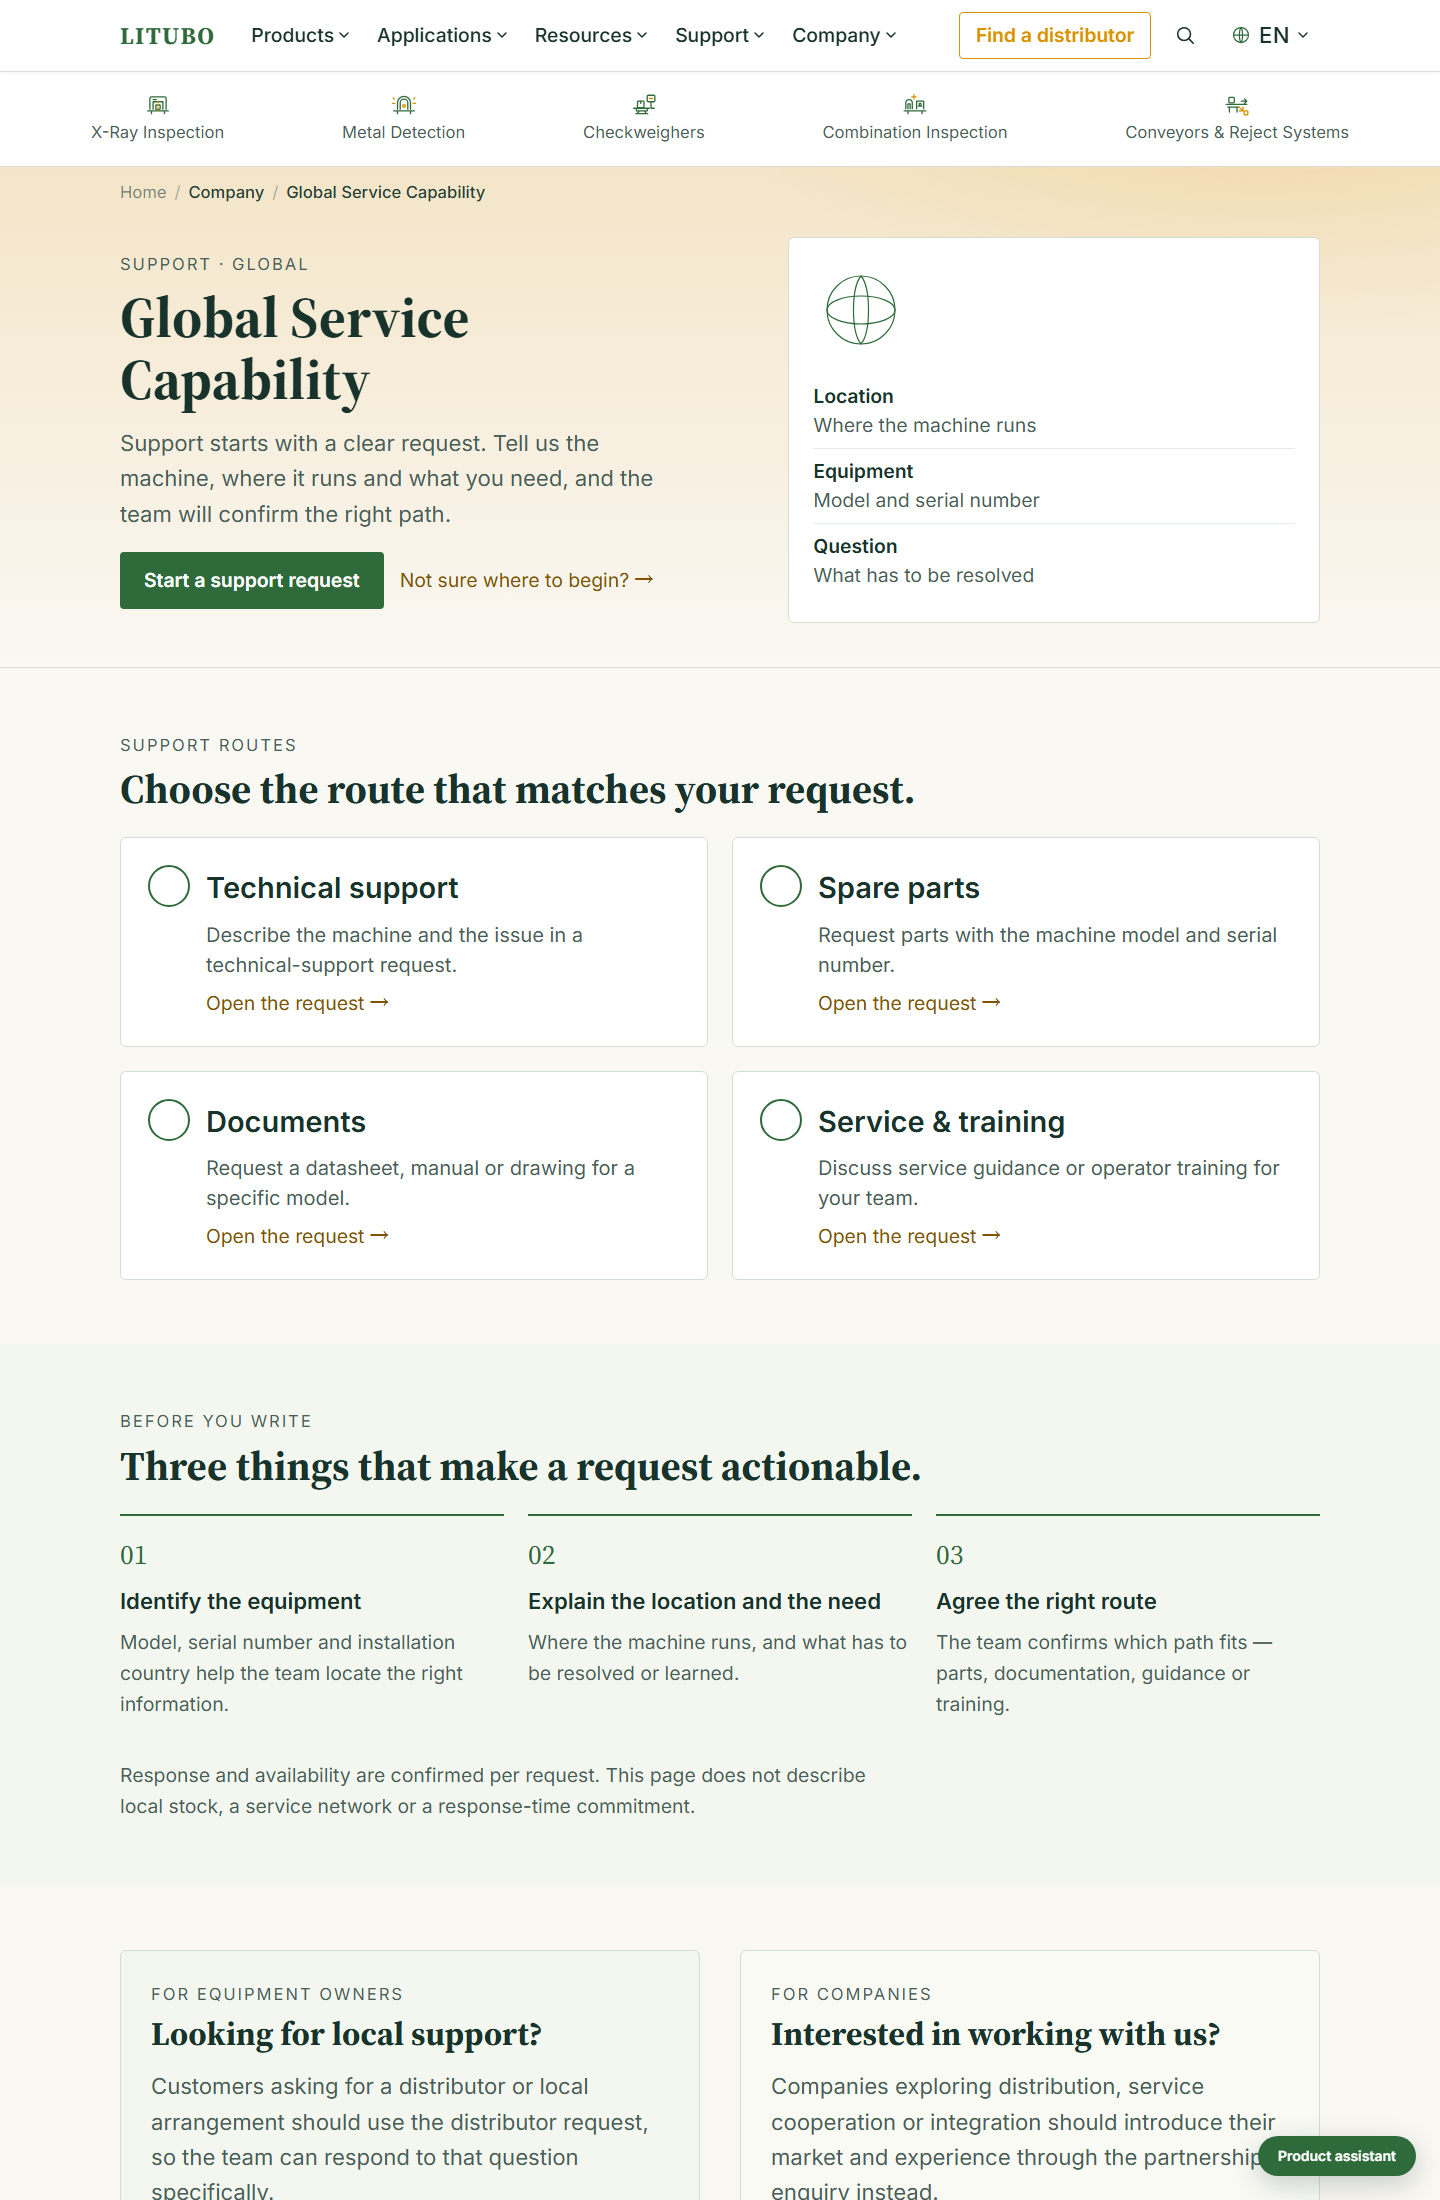 LITUBO
Products
Applications
Resources
Support
Company
Find a distributor
EN
X-Ray Inspection
Metal Detection
Checkweighers
Combination Inspection
Conveyors & Reject Systems
Home / Company / Global Service Capability
SUPPORT · GLOBAL
Global Service
Capability
Support starts with a clear request. Tell us the
machine, where it runs and what you need, and the
team will confirm the right path.
Start a support request
Not sure where to begin? →
Location
Where the machine runs
Equipment
Model and serial number
Question
What has to be resolved
SUPPORT ROUTES
Choose the route that matches your request.
Technical support
Describe the machine and the issue in a
technical-support request.
Open the request →
Spare parts
Request parts with the machine model and serial
number.
Open the request →
Documents
Request a datasheet, manual or drawing for a
specific model.
Open the request →
Service & training
Discuss service guidance or operator training for
your team.
Open the request →
BEFORE YOU WRITE
Three things that make a request actionable.
01
Identify the equipment
Model, serial number and installation
country help the team locate the right
information.
02
Explain the location and the need
Where the machine runs, and what has to
be resolved or learned.
03
Agree the right route
The team confirms which path fits —
parts, documentation, guidance or
training.
Response and availability are confirmed per request. This page does not describe
local stock, a service network or a response-time commitment.
FOR EQUIPMENT OWNERS
Looking for local support?
Customers asking for a distributor or local
arrangement should use the distributor request,
so the team can respond to that question
specifically.
FOR COMPANIES
Interested in working with us?
Companies exploring distribution, service
cooperation or integration should introduce their
market and experience through the partnership
enquiry instead.
Product assistant